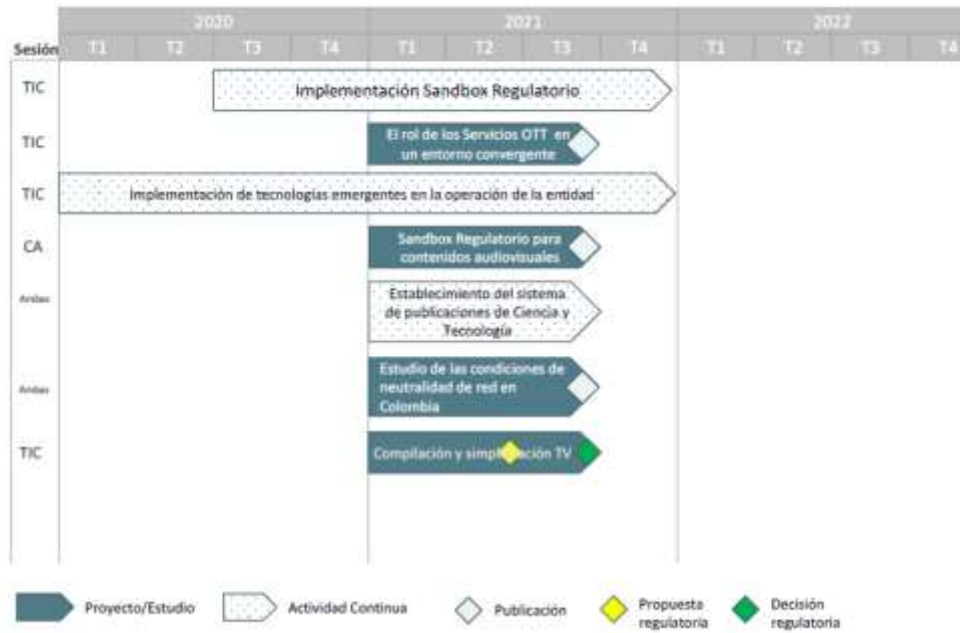 2020 2021 2022
Sesión T1 T2 T3 T4 T1 T2 T3 T4 T1 T2 T3 T4
TIC Implementación Sandbox Regulatorio
TIC El rol de los Servicios OTT en
un entorno convergente
TIC Implementación de tecnologías emergentes en la operación de la entidad
CA Sandbox Regulatorio para
contenidos audiovisuales
Ambas Establecimiento del sistema
de publicaciones de Ciencia y
Tecnología
Ambas Estudio de las condiciones de
neutralidad de red en
Colombia
TIC Compilación y simplificación TV
Proyecto/Estudio Actividad Continua Publicación Propuesta
regulatoria Decisión
regulatoria